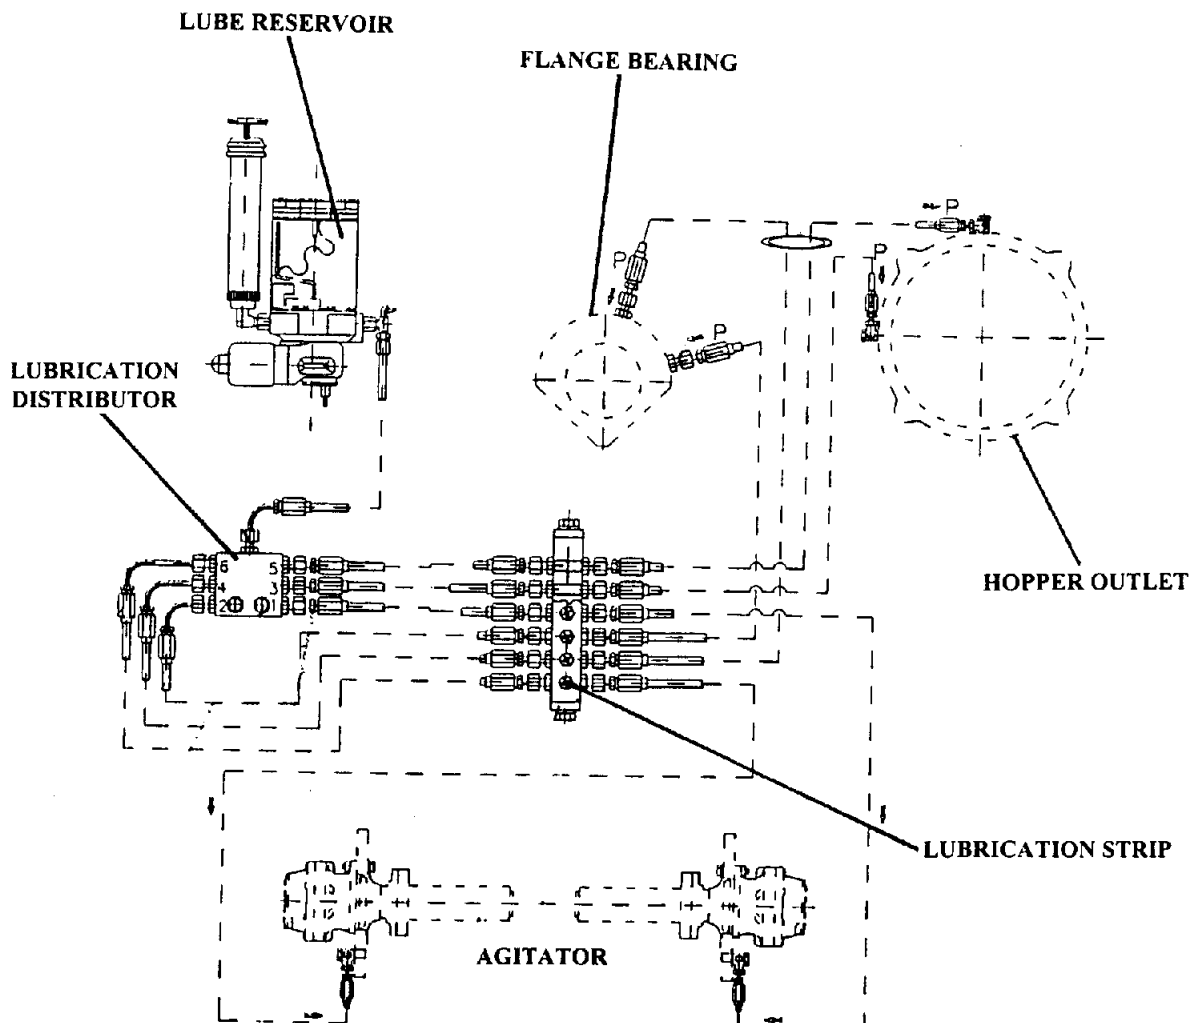 LUBE RESERVOIR
FLANGE BEARING
P
P
P
P
LUBRICATION
DISTRIBUTOR
6 5
4 3
2 1
HOPPER OUTLET
LUBRICATION STRIP
AGITATOR